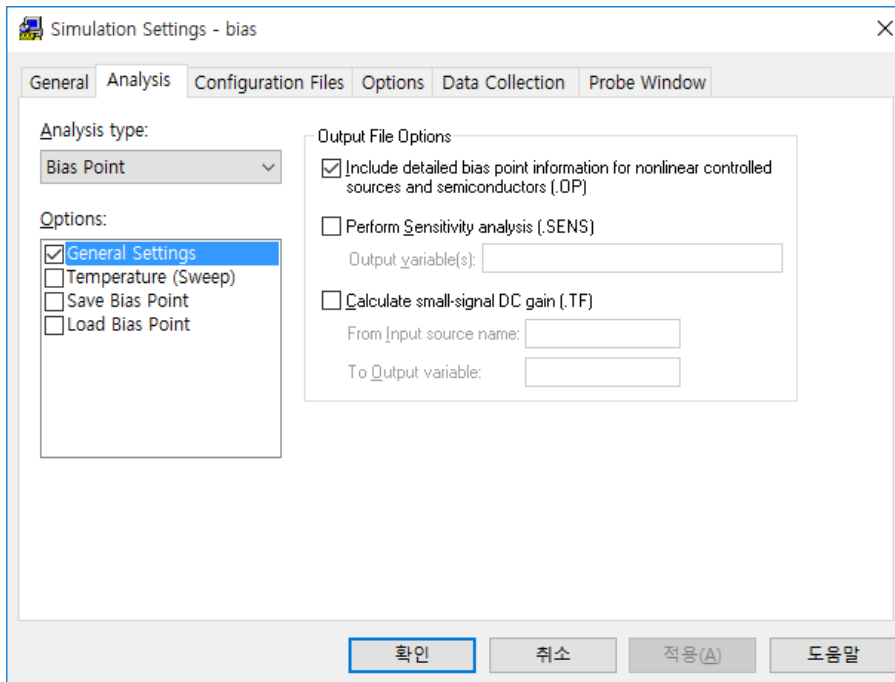 Simulation Settings - bias
General Analysis Configuration Files Options Data Collection Probe Window
Analysis type:
Bias Point
Options:
General Settings
Temperature (Sweep)
Save Bias Point
Load Bias Point
Output File Options
Include detailed bias point information for nonlinear controlled
sources and semiconductors (.OP)
Perform Sensitivity analysis (.SENS)
Output variable(s):
Calculate small-signal DC gain (.TF)
From Input source name:
To Output variable:
확인 취소 적용(A) 도움말